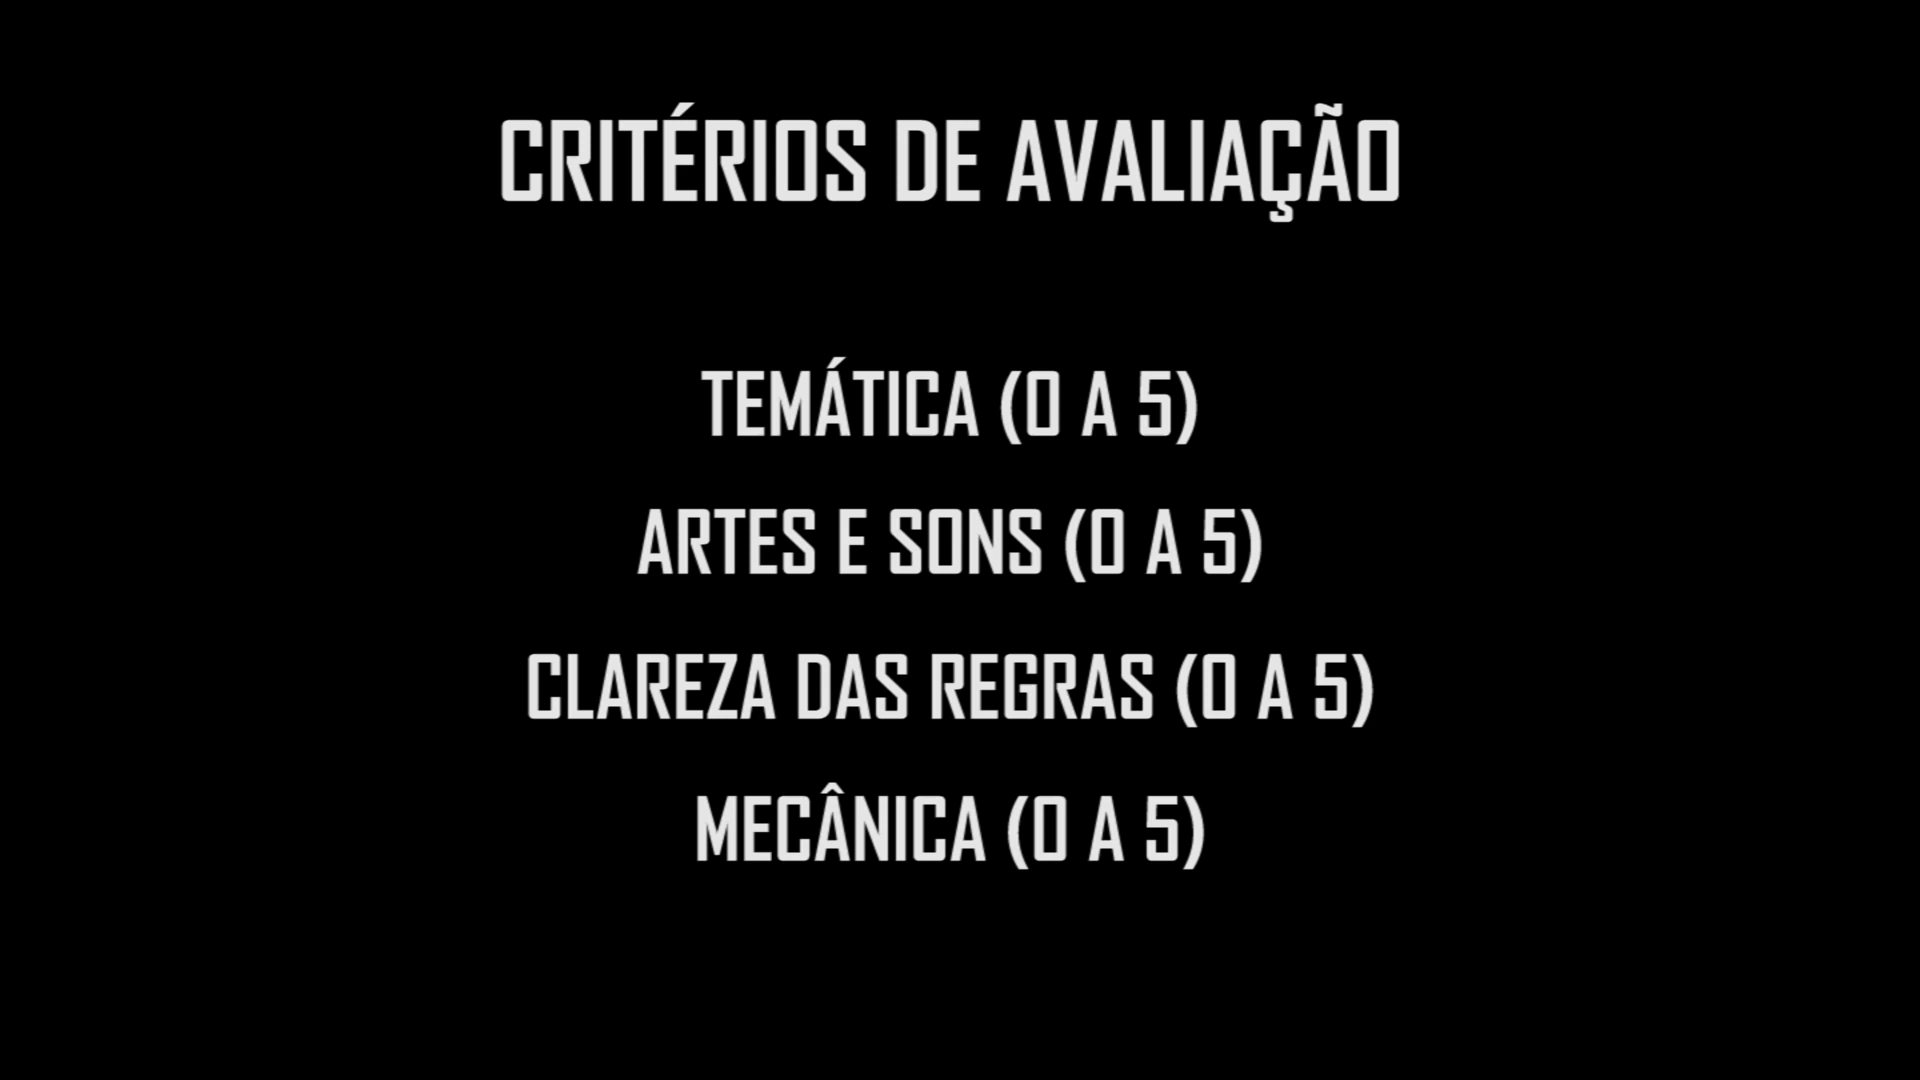 CRITÉRIOS DE AVALIAÇÃO
TEMÁTICA (0 A 5)
ARTES E SONS (0 A 5)
CLAREZA DAS REGRAS (0 A 5)
MECÂNICA (0 A 5)